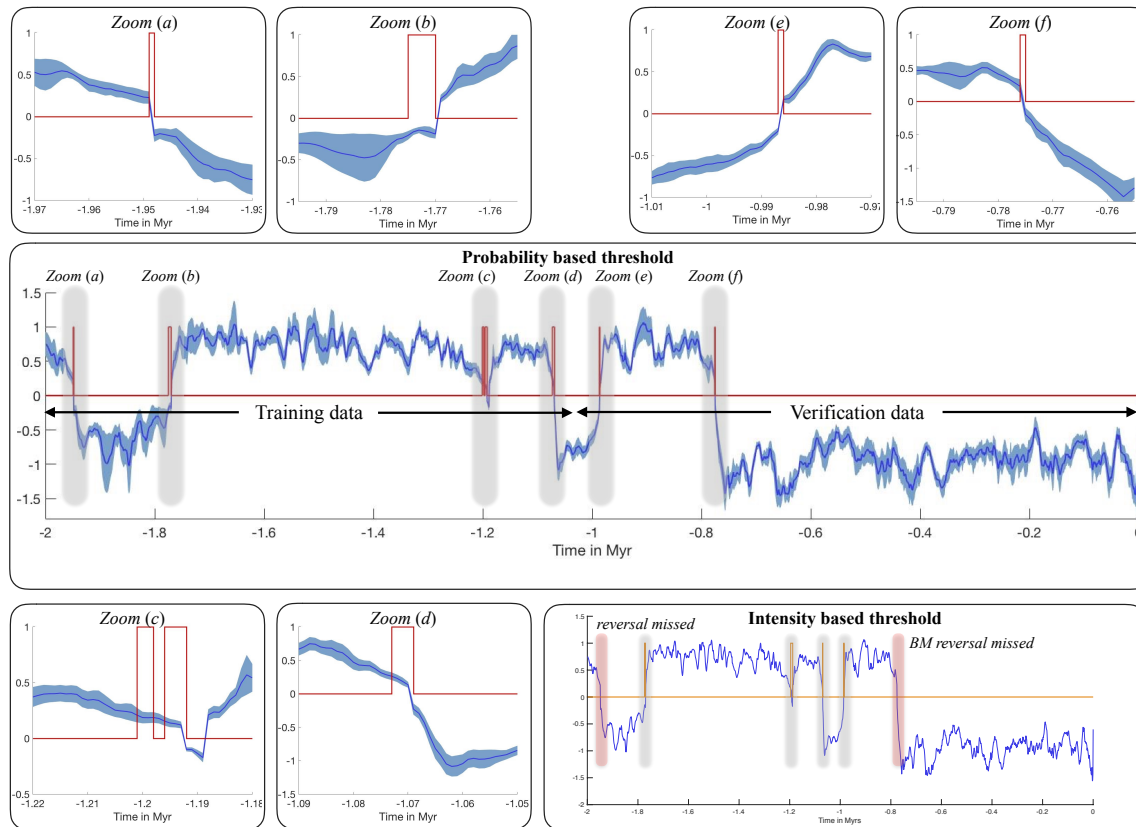 Zoom (a)
1
0.5
0
-0.5
-1
-1.97 -1.96 -1.95 -1.94 -1.93
Time in Myr
Zoom (b)
1
0.5
0
-0.5
-1
-1.79 -1.78 -1.77 -1.76
Time in Myr
Zoom (e)
1
0.5
0
-0.5
-1
-1.01 -1 -0.99 -0.98 -0.97
Time in Myr
Zoom (f)
1
0.5
0
-0.5
-1
-1.5
-0.79 -0.78 -0.77 -0.76
Time in Myr
Probability based threshold
Zoom (a) Zoom (b) Zoom (c) Zoom (d) Zoom (e) Zoom (f)
1.5
1
0.5
0
-0.5
-1
-1.5
Training data Verification data
-2 -1.8 -1.6 -1.4 -1.2 -1 -0.8 -0.6 -0.4 -0.2 0
Time in Myr
Zoom (c)
1
0.5
0
-0.5
-1.22 -1.21 -1.2 -1.19 -1.18
Time in Myr
Zoom (d)
1
0.5
0
-0.5
-1
-1.5
-1.09 -1.08 -1.07 -1.06 -1.05
Time in Myr
Intensity based threshold
reversal missed
BM reversal missed
1.5
1
0.5
0
-0.5
-1
-1.5
-2
-2 -1.8 -1.6 -1.4 -1.2 -1 -0.8 -0.6 -0.4 -0.2 0
Time in Myrs